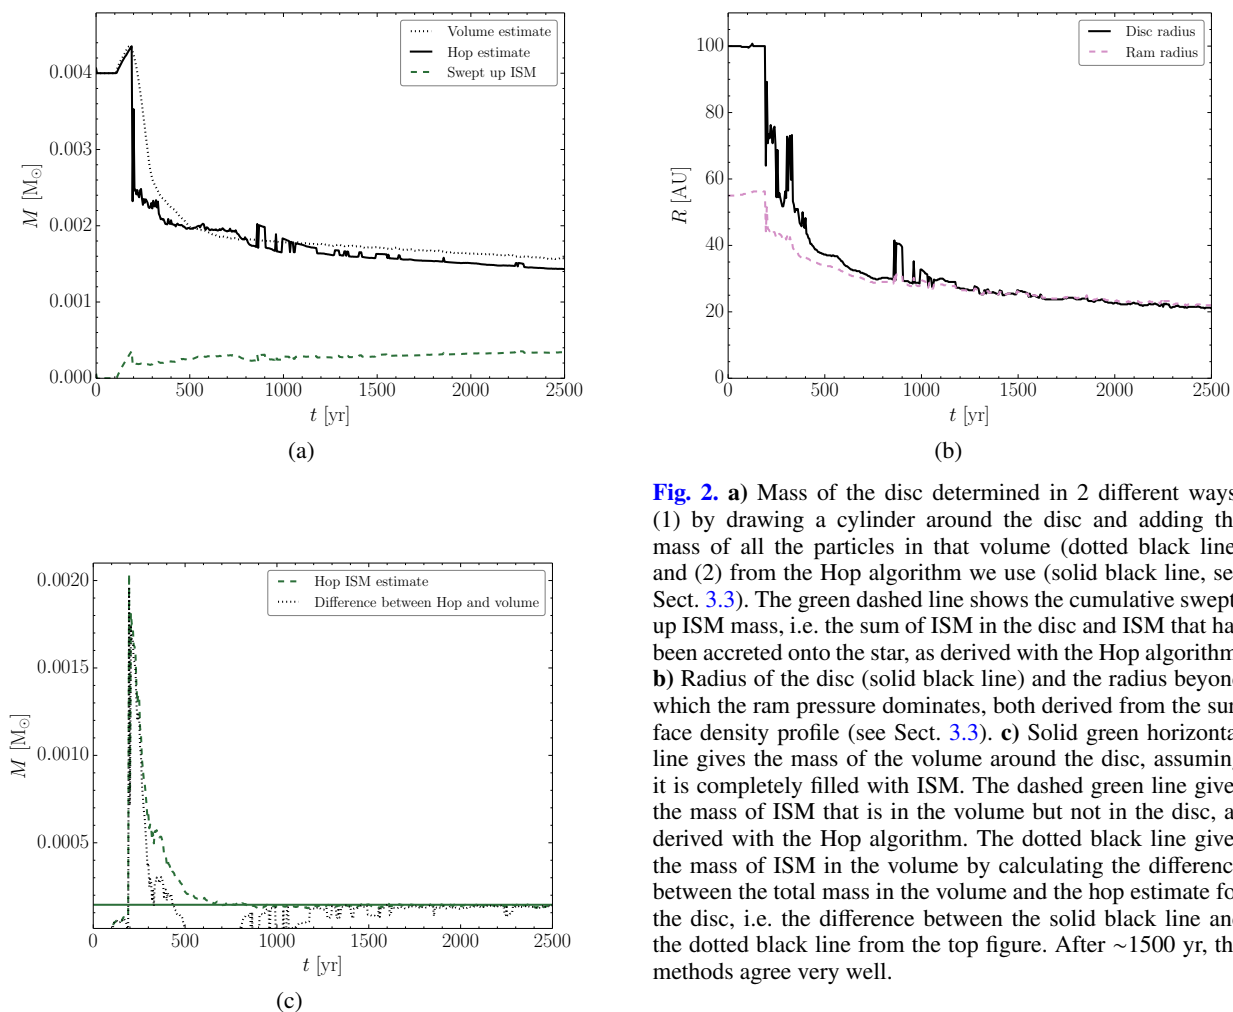 Volume estimate
Hop estimate
Swept up ISM
0.004
0.003
0.002
0.001
0.000
M [M⊙]
0 500 1000 1500 2000 2500
t [yr]
(a)
Disc radius
Ram radius
100
80
60
40
20
0
R [AU]
0 500 1000 1500 2000 2500
t [yr]
(b)
Hop ISM estimate
Difference between Hop and volume
0.0020
0.0015
0.0010
0.0005
M [M⊙]
0 500 1000 1500 2000 2500
t [yr]
(c)
Fig. 2. a) Mass of the disc determined in 2 different ways
(1) by drawing a cylinder around the disc and adding th
mass of all the particles in that volume (dotted black line
and (2) from the Hop algorithm we use (solid black line, se
Sect. 3.3). The green dashed line shows the cumulative swept
up ISM mass, i.e. the sum of ISM in the disc and ISM that ha
been accreted onto the star, as derived with the Hop algorithm
b) Radius of the disc (solid black line) and the radius beyon
which the ram pressure dominates, both derived from the sur
face density profile (see Sect. 3.3). c) Solid green horizonta
line gives the mass of the volume around the disc, assuming
it is completely filled with ISM. The dashed green line give
the mass of ISM that is in the volume but not in the disc, a
derived with the Hop algorithm. The dotted black line give
the mass of ISM in the volume by calculating the differenc
between the total mass in the volume and the hop estimate fo
the disc, i.e. the difference between the solid black line an
the dotted black line from the top figure. After ~1500 yr, th
methods agree very well.